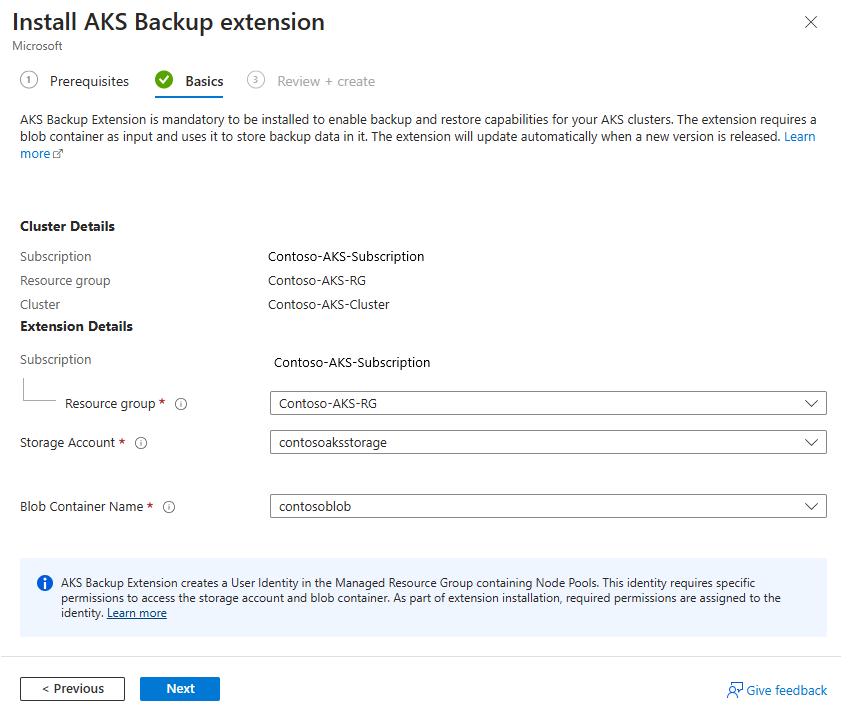 Install AKS Backup extension
Microsoft
1 Prerequisites Basics 3 Review + create
AKS Backup Extension is mandatory to be installed to enable backup and restore capabilities for your AKS clusters. The extension requires a
blob container as input and uses it to store backup data in it. The extension will update automatically when a new version is released. Learn
more
Cluster Details
Subscription Contoso-AKS-Subscription
Resource group Contoso-AKS-RG
Cluster Contoso-AKS-Cluster
Extension Details
Subscription Contoso-AKS-Subscription
Resource group * Contoso-AKS-RG
Storage Account * contosoaksstorage
Blob Container Name * contosoblob
AKS Backup Extension creates a User Identity in the Managed Resource Group containing Node Pools. This identity requires specific
permissions to access the storage account and blob container. As part of extension installation, required permissions are assigned to the
identity. Learn more
< Previous Next Give feedback